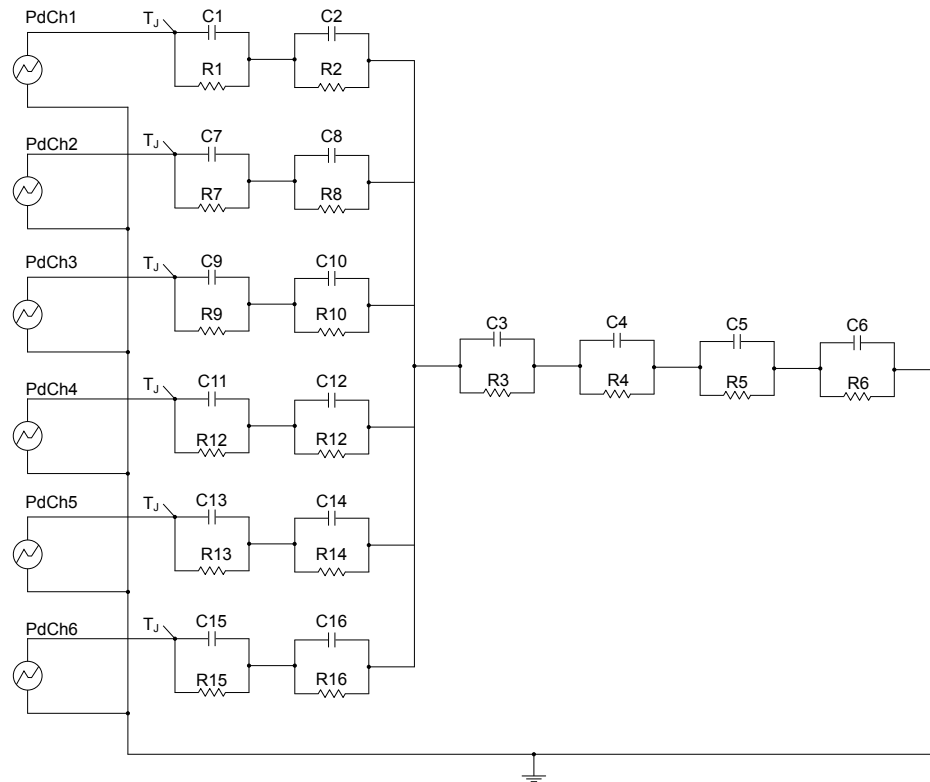 PdCh1 TJ C1 C2
R1 R2
PdCh2 TJ C7 C8
R7 R8
PdCh3 TJ C9 C10
R9 R10
C3 C4 C5 C6
R3 R4 R5 R6
PdCh4 TJ C11 C12
R12 R12
PdCh5 TJ C13 C14
R13 R14
PdCh6 TJ C15 C16
R15 R16